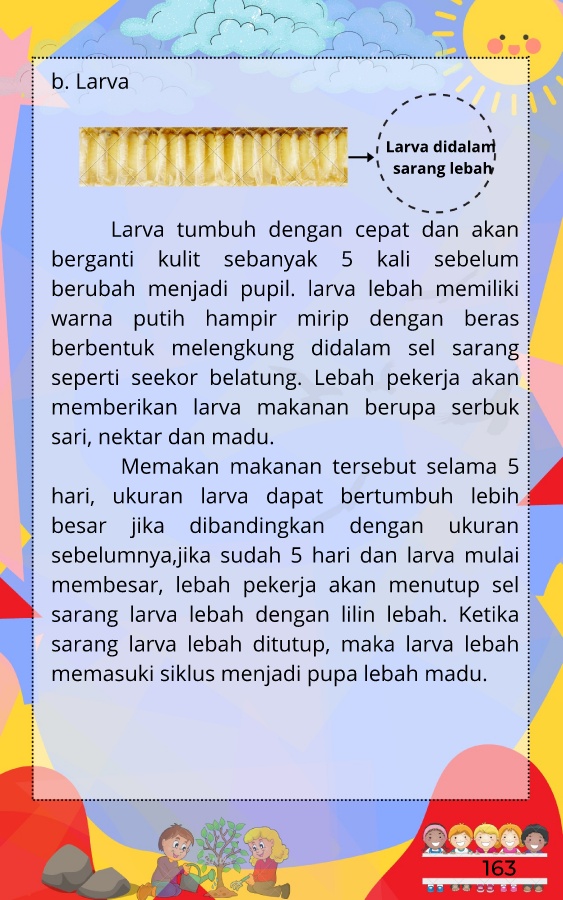 b. Larva
Larva didalam
sarang lebah
Larva tumbuh dengan cepat dan akan
berganti kulit sebanyak 5 kali sebelum
berubah menjadi pupil. larva lebah memiliki
warna putih hampir mirip dengan beras
berbentuk melengkung didalam sel sarang
seperti seekor belatung. Lebah pekerja akan
memberikan larva makanan berupa serbuk
sari, nektar dan madu.
Memakan makanan tersebut selama 5
hari, ukuran larva dapat bertumbuh lebih
besar jika dibandingkan dengan ukuran
sebelumnya,jika sudah 5 hari dan larva mulai
membesar, lebah pekerja akan menutup sel
sarang larva lebah dengan lilin lebah. Ketika
sarang larva lebah ditutup, maka larva lebah
memasuki siklus menjadi pupa lebah madu.
163